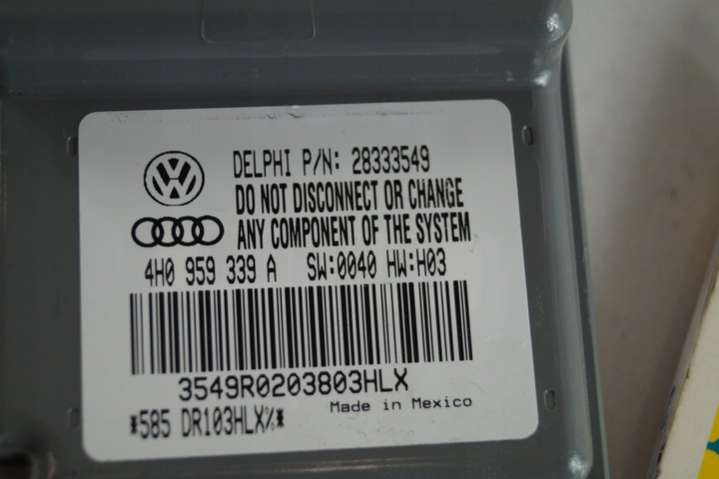 DELPHI P/N: 28333549
DO NOT DISCONNECT OR CHANGE
ANY COMPONENT OF THE SYSTEM
4H0 959 339 A SW:0040 HW:H03
3549R0203803HLX
Made in Mexico
*585 DR103HLX%*